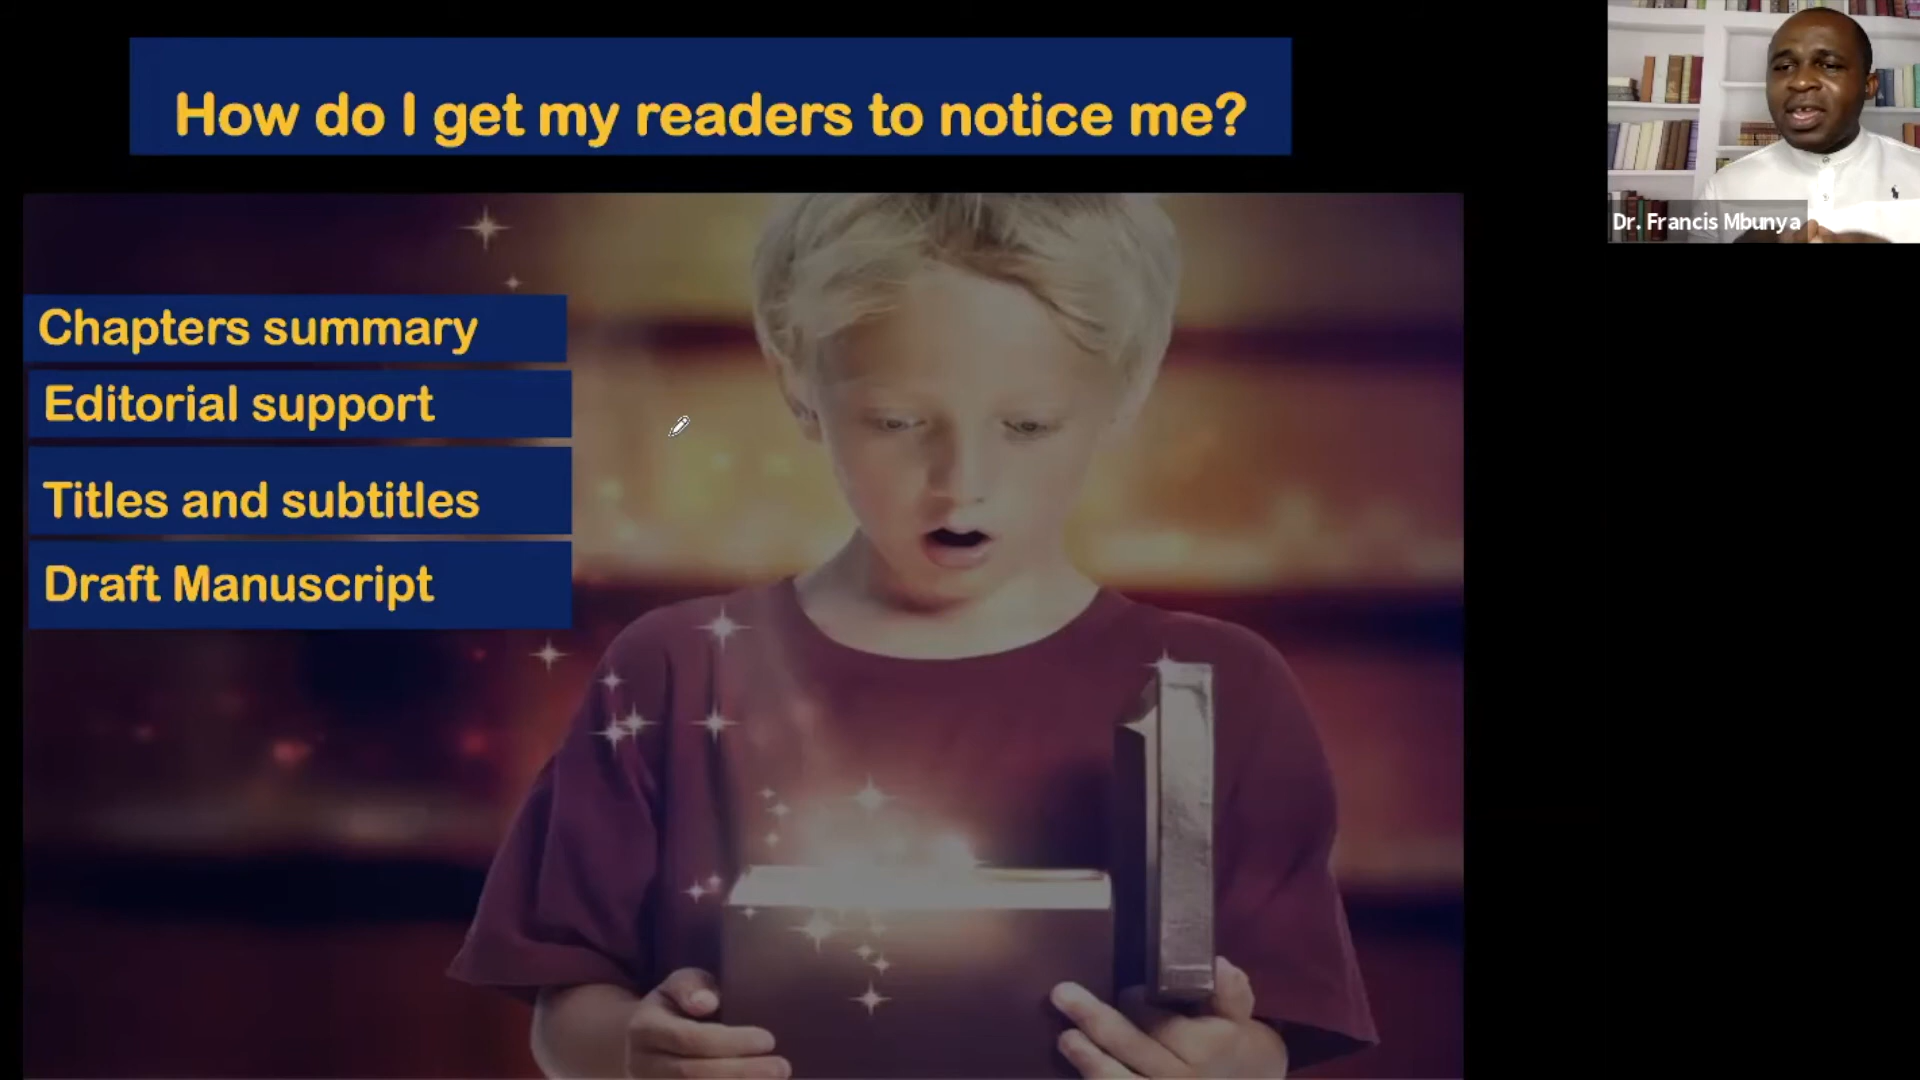 How do I get my readers to notice me?
Dr. Francis Mbunya
Chapters summary
Editorial support
Titles and subtitles
Draft Manuscript